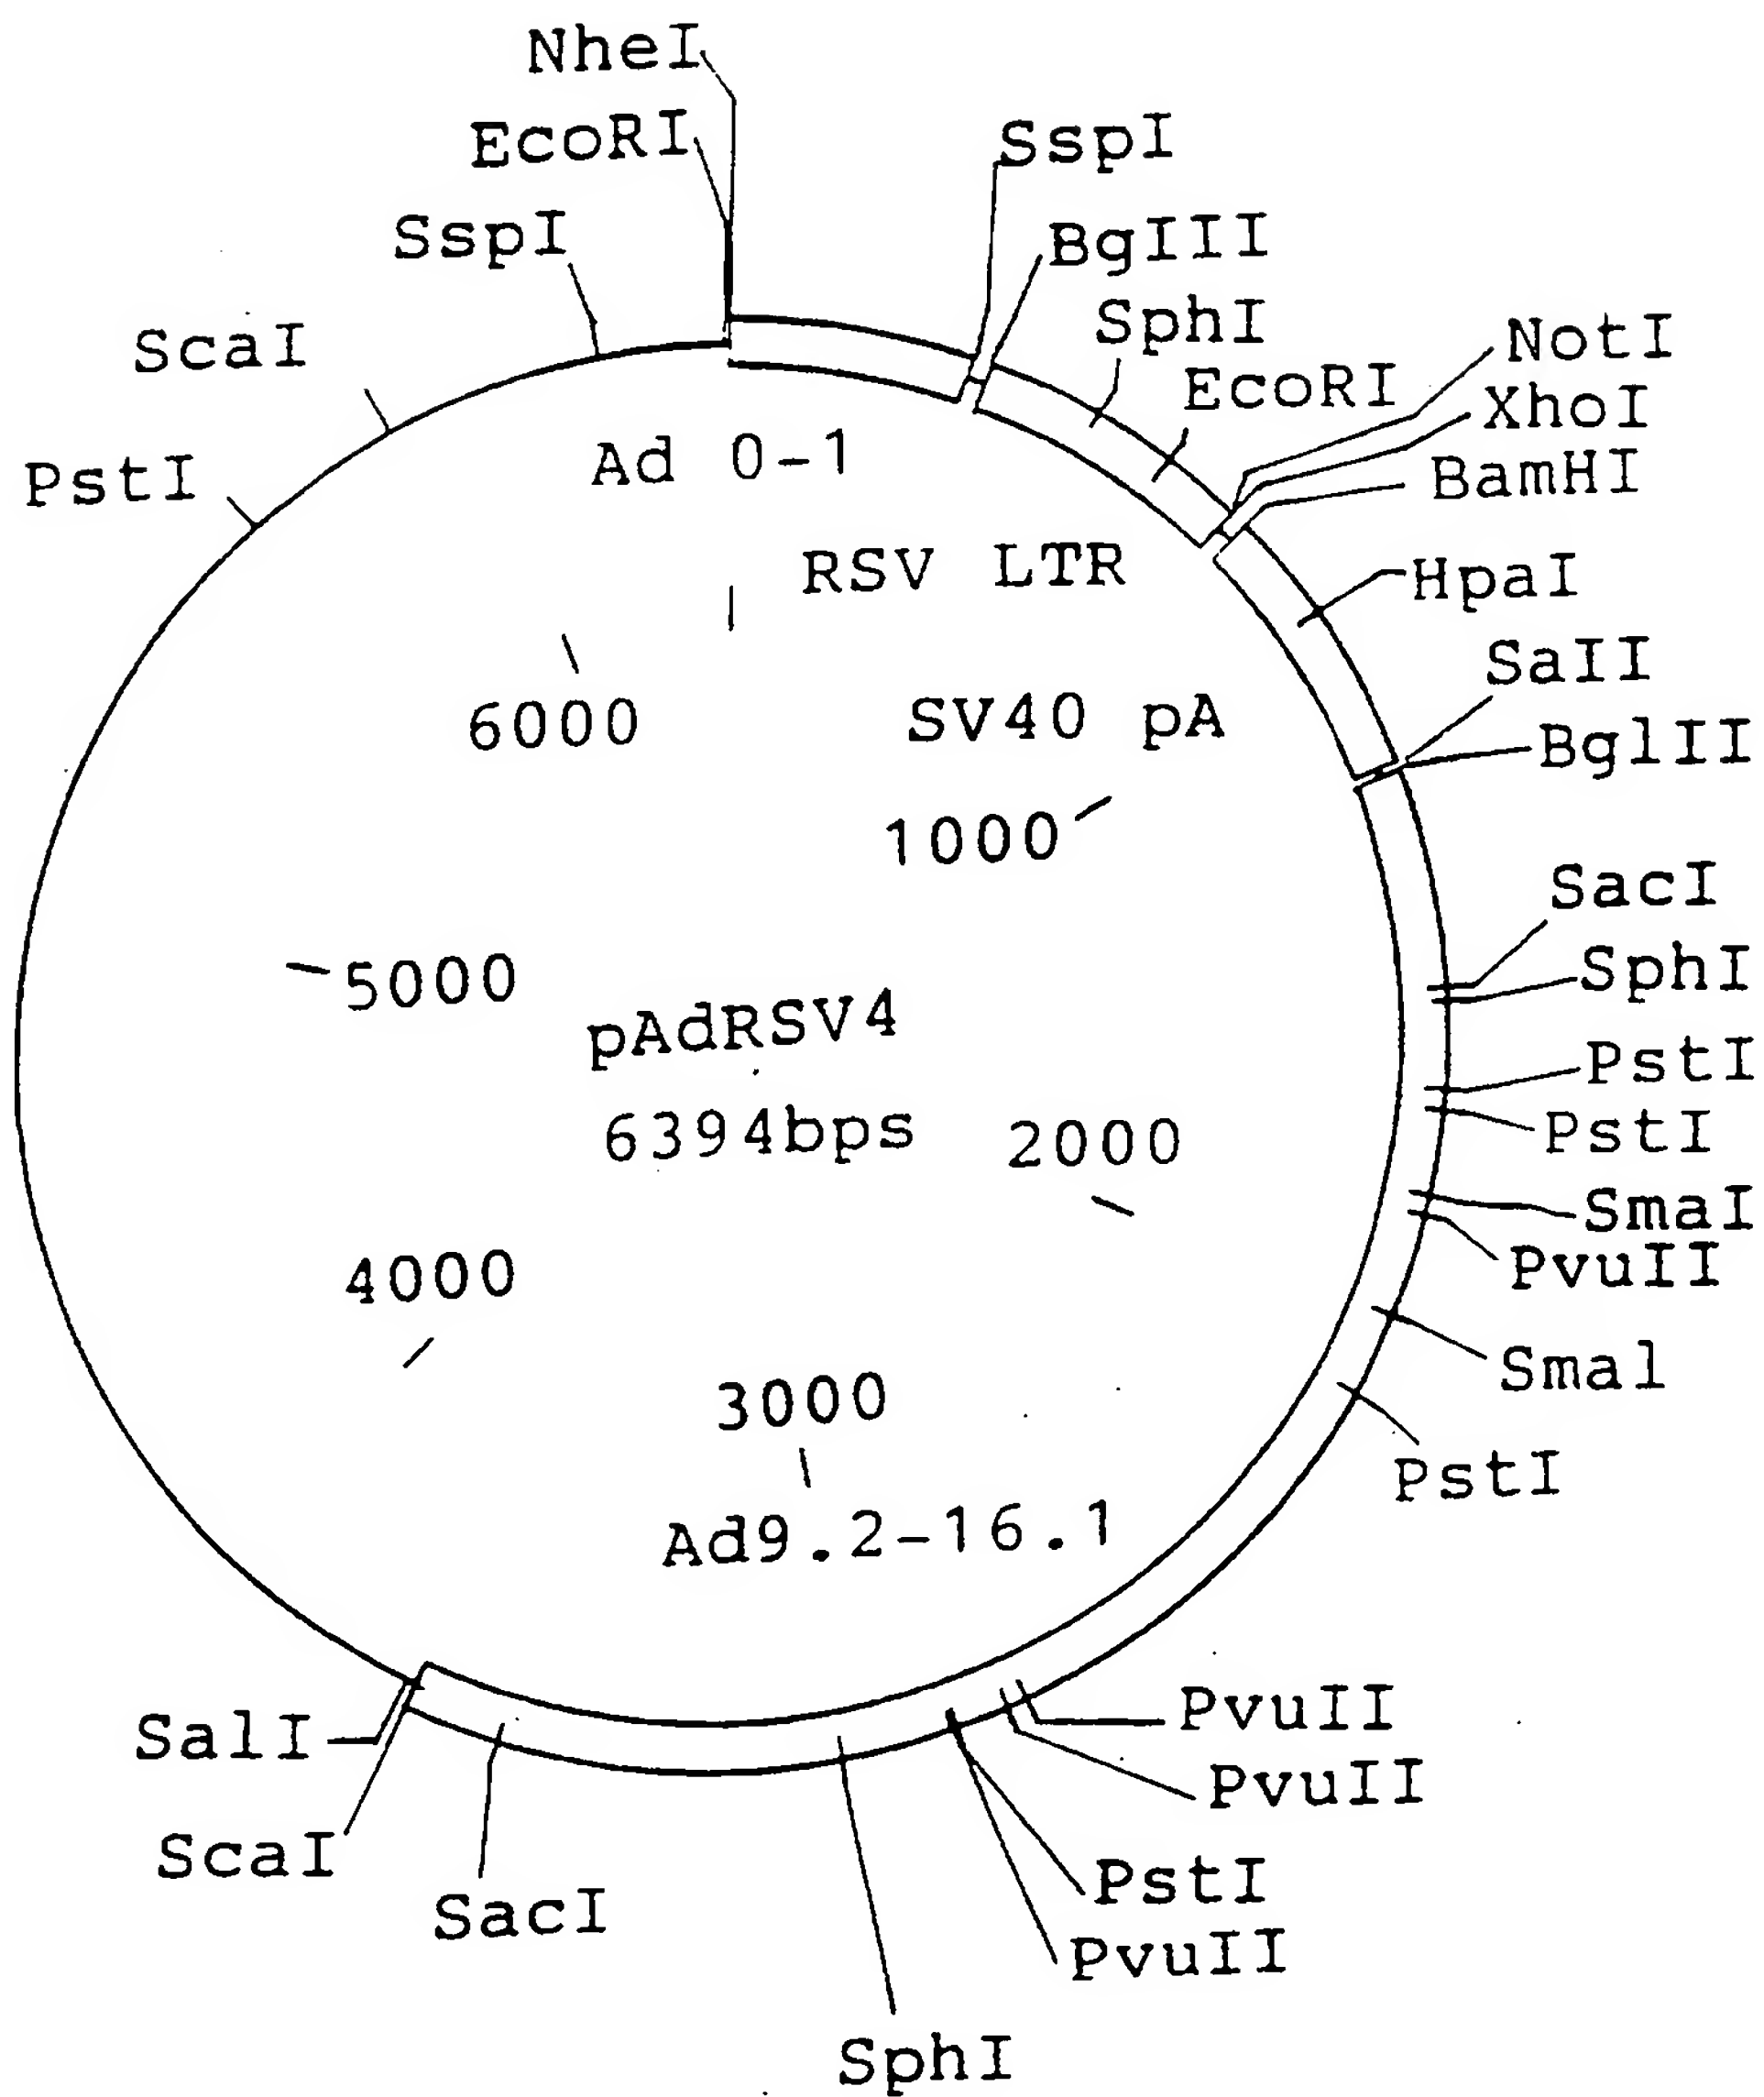 NheI
EcoRI
SspI
ScaI
PstI
SspI
BgIII
SphI
EcoRI
NotI
XhoI
BamHI
HpaI
SaII
BglII
SacI
SphI
PstI
PstI
SmaI
PvuII
Smal
PstI
PvuII
PvuII
PstI
PvuII
SphI
SacI
ScaI
SalI
Ad 0-1
RSV LTR
SV40 pA
6000
1000
5000
pAdRSV4
6394bps
2000
4000
3000
Ad9.2-16.1